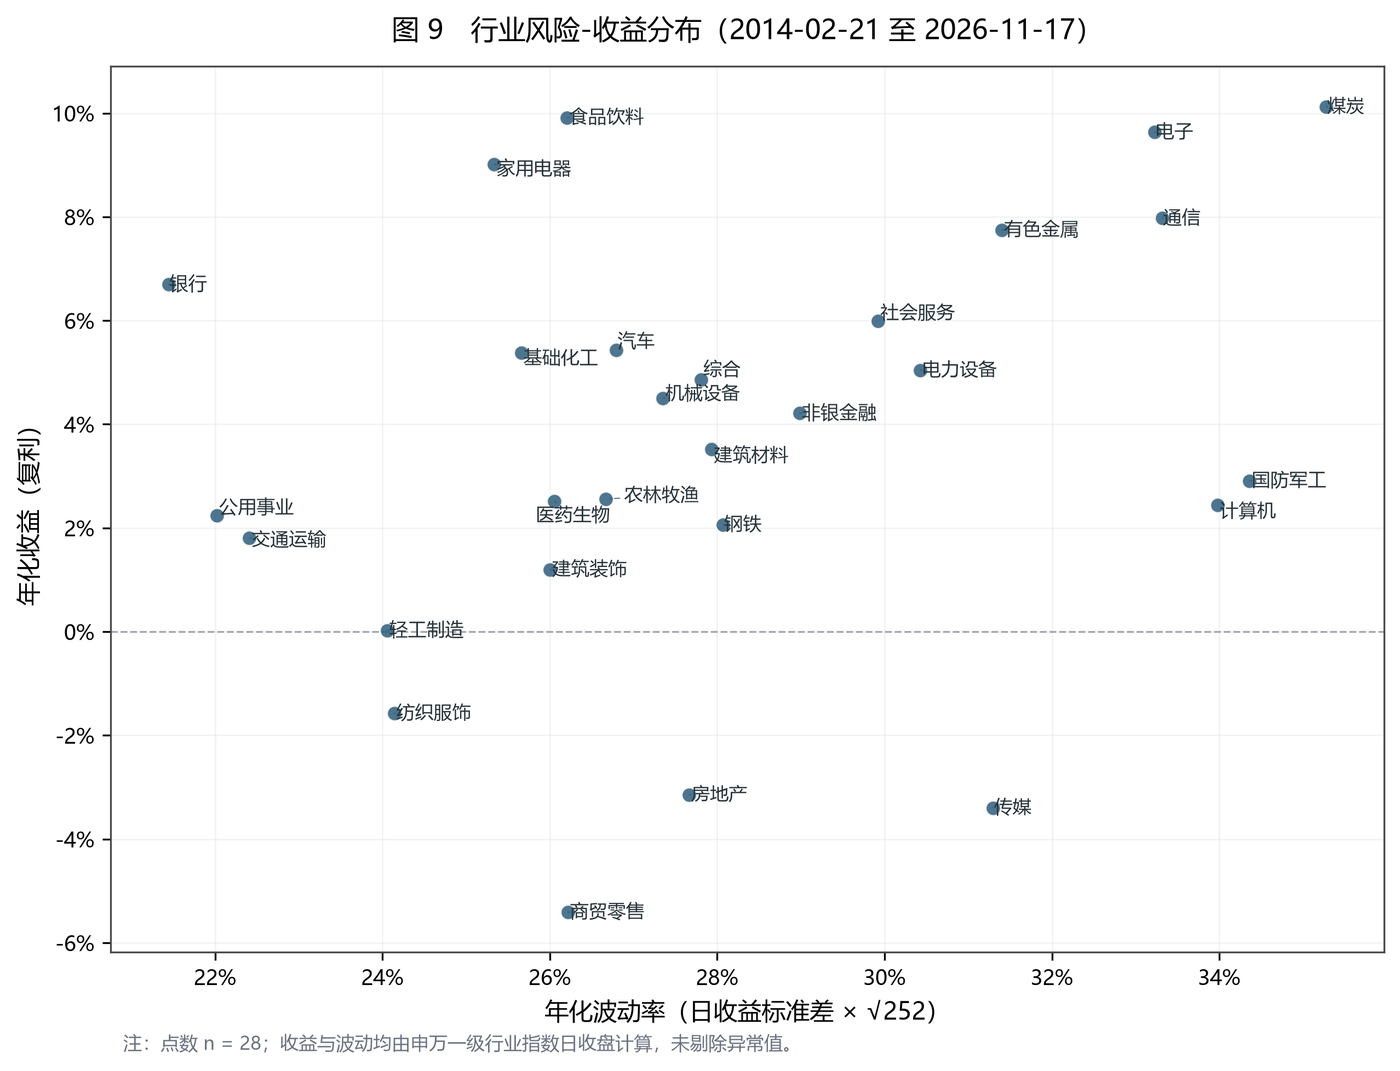 图 9 行业风险-收益分布（2014-02-21 至 2026-11-17）
年化收益（复利）
10%
8%
6%
4%
2%
0%
-2%
-4%
-6%
煤炭
食品饮料
电子
家用电器
通信
有色金属
银行
社会服务
汽车
基础化工
综合
电力设备
机械设备
非银金融
建筑材料
国防军工
农林牧渔
公用事业
医药生物
计算机
钢铁
交通运输
建筑装饰
轻工制造
纺织服饰
房地产
传媒
商贸零售
22% 24% 26% 28% 30% 32% 34%
年化波动率（日收益标准差 × √252）
注：点数 n = 28；收益与波动均由申万一级行业指数日收盘计算，未剔除异常值。